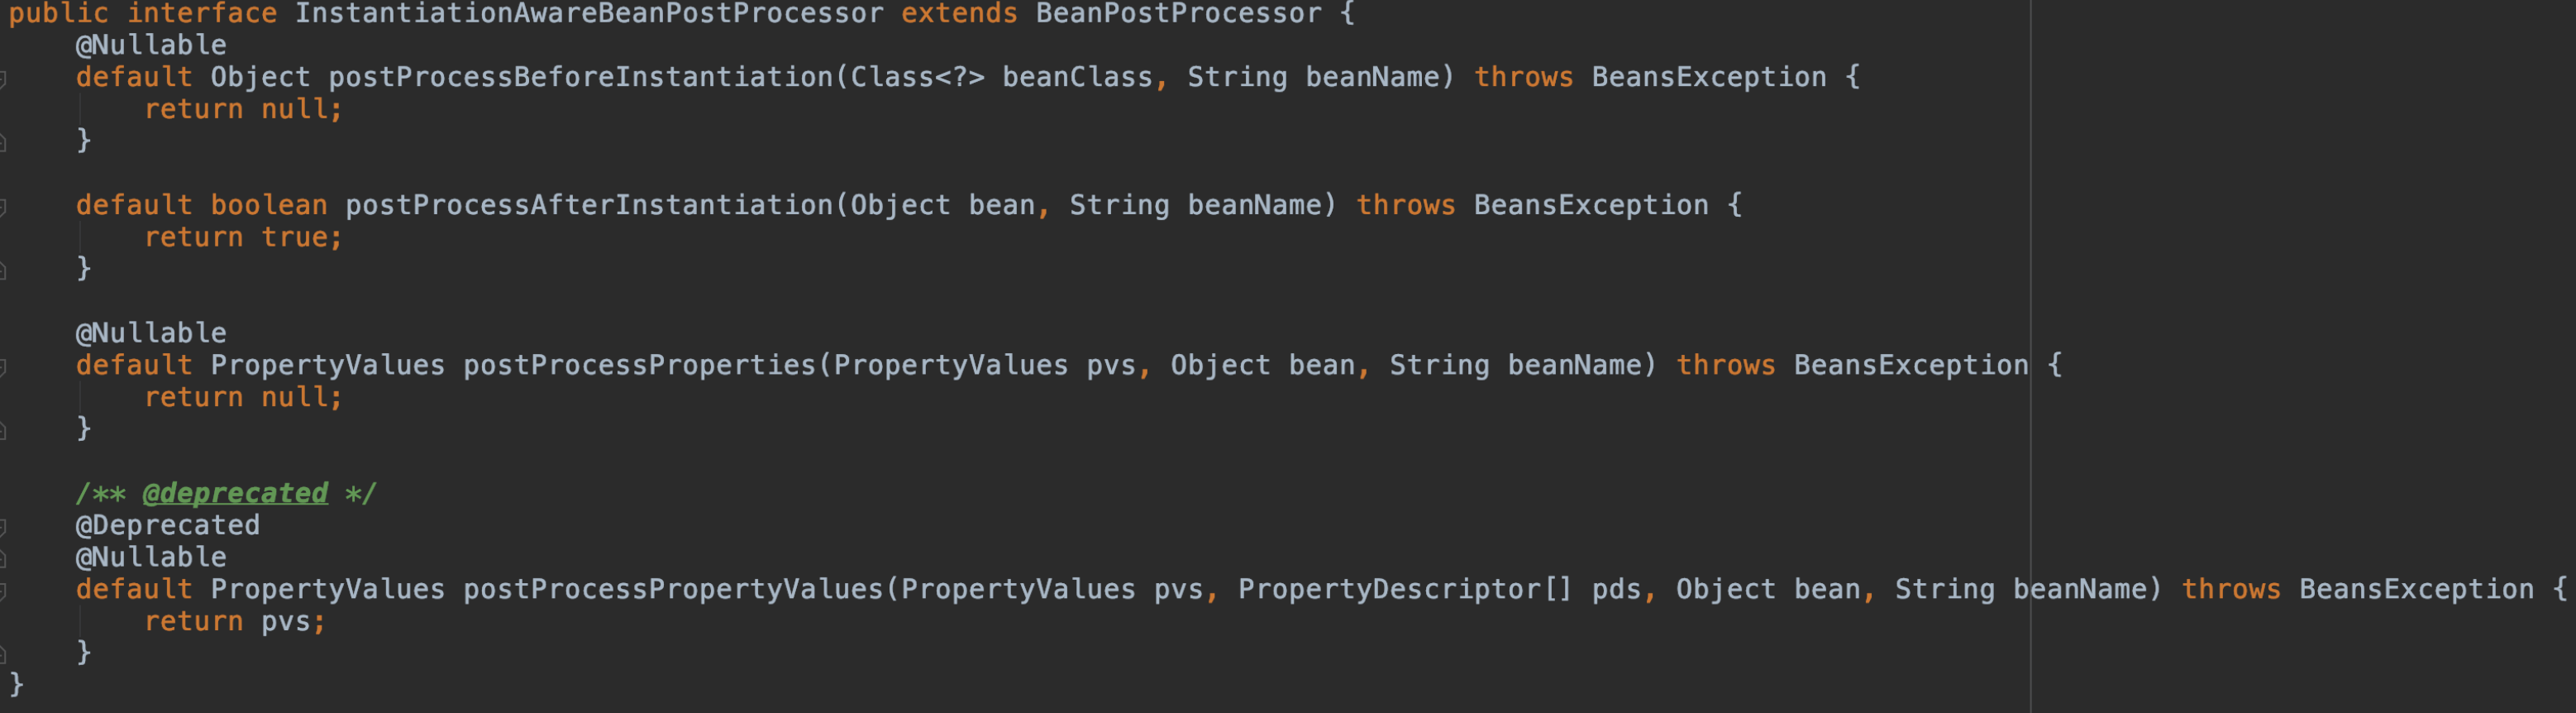 public interface InstantiationAwareBeanPostProcessor extends BeanPostProcessor {
@Nullable
default Object postProcessBeforeInstantiation(Class<?> beanClass, String beanName) throws BeansException {
return null;
}
default boolean postProcessAfterInstantiation(Object bean, String beanName) throws BeansException {
return true;
}
@Nullable
default PropertyValues postProcessProperties(PropertyValues pvs, Object bean, String beanName) throws BeansException {
return null;
}
/** @deprecated */
@Deprecated
@Nullable
default PropertyValues postProcessPropertyValues(PropertyValues pvs, PropertyDescriptor[] pds, Object bean, String beanName) throws BeansException {
return pvs;
}
}